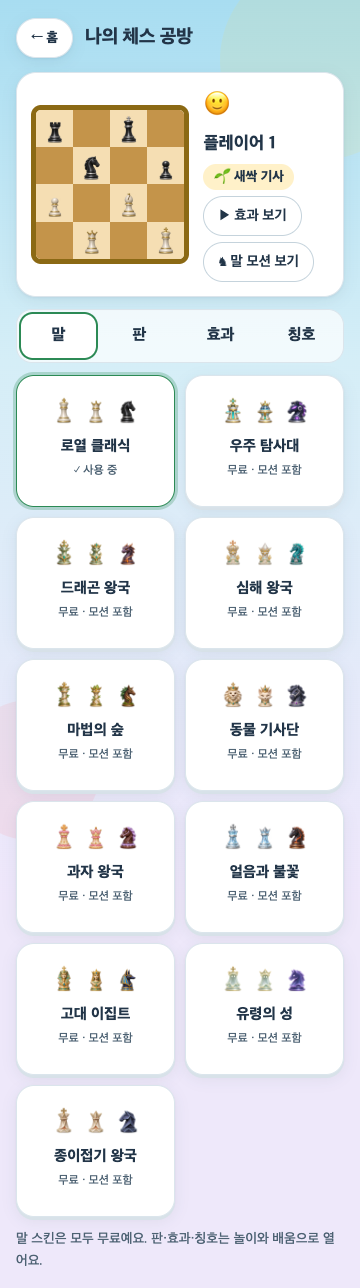 ← 홈
나의 체스 공방
플레이어 1
🌱 새싹 기사
▶ 효과 보기
♞ 말 모션 보기
말 판 효과 칭호
로열 클래식
✓ 사용 중
우주 탐사대
무료 · 모션 포함
드래곤 왕국
무료 · 모션 포함
심해 왕국
무료 · 모션 포함
마법의 숲
무료 · 모션 포함
동물 기사단
무료 · 모션 포함
과자 왕국
무료 · 모션 포함
얼음과 불꽃
무료 · 모션 포함
고대 이집트
무료 · 모션 포함
유령의 성
무료 · 모션 포함
종이접기 왕국
무료 · 모션 포함
말 스킨은 모두 무료예요. 판·효과·칭호는 놀이와 배움으로 열
어요.